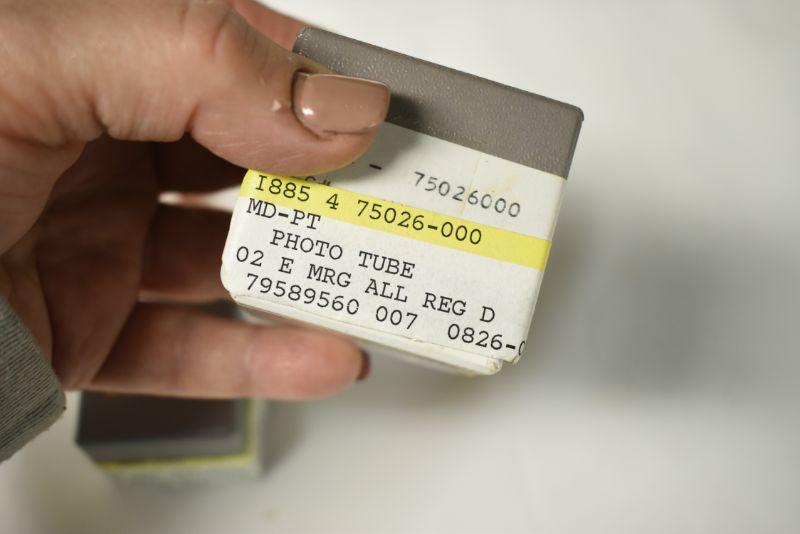 - 75026000
I885 4 75026-000
MD-PT
PHOTO TUBE
02 E MRG ALL REG D
79589560 007 0826-